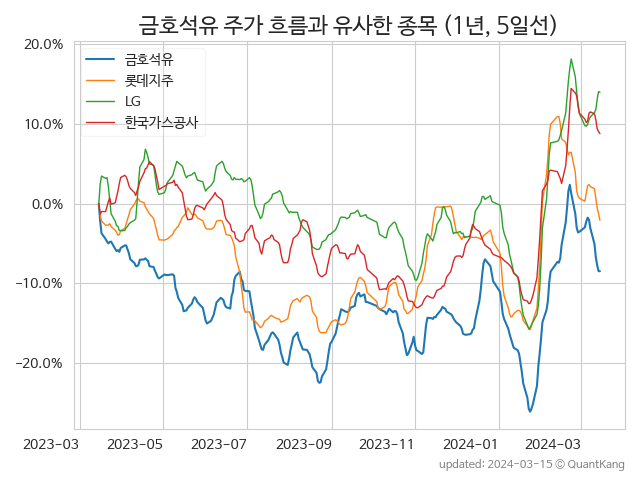 금호석유 주가 흐름과 유사한 종목 (1년, 5일선)
20.0%
10.0%
0.0%
−10.0%
−20.0%
금호석유
롯데지주
LG
한국가스공사
2023-03
2023-05
2023-07
2023-09
2023-11
2024-01
2024-03
updated: 2024-03-15 © QuantKang